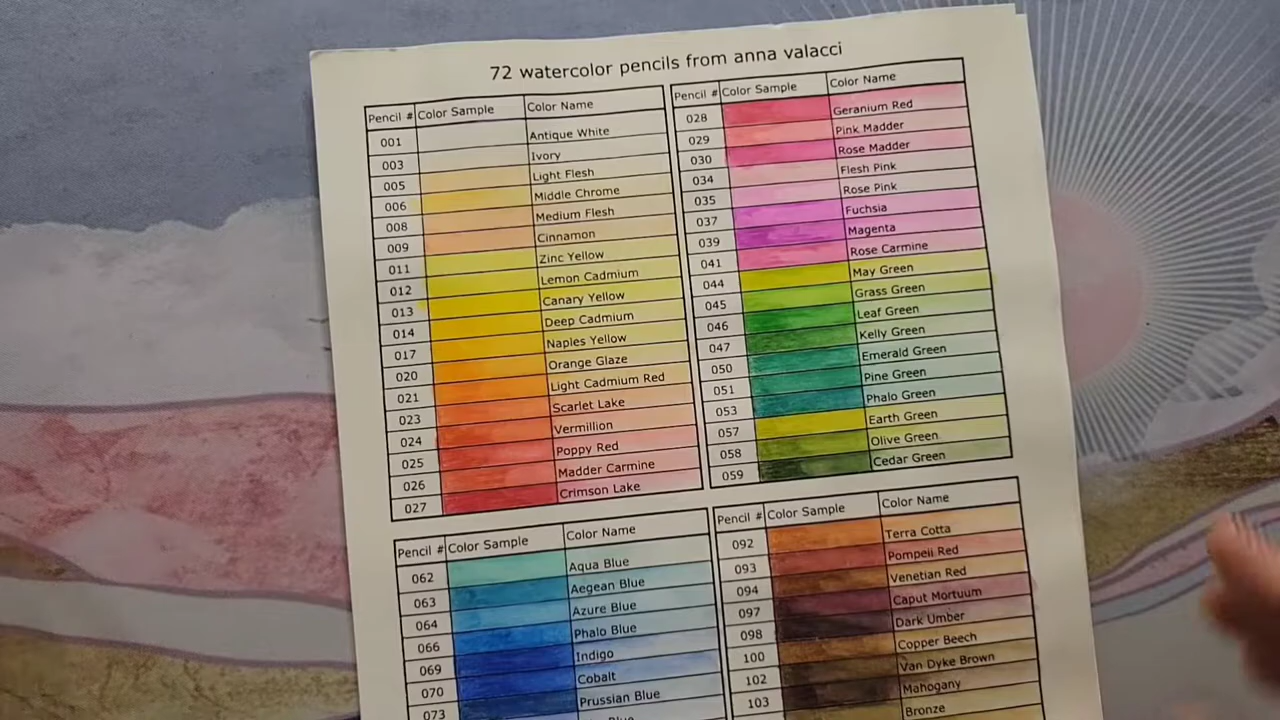 72 watercolor pencils from anna valacci
Pencil # Color Sample Color Name
001 Antique White
003 Ivory
005 Light Flesh
006 Middle Chrome
008 Medium Flesh
009 Cinnamon
011 Zinc Yellow
012 Lemon Cadmium
013 Canary Yellow
014 Deep Cadmium
017 Naples Yellow
020 Orange Glaze
021 Light Cadmium Red
023 Scarlet Lake
024 Vermillion
025 Poppy Red
026 Madder Carmine
027 Crimson Lake
Pencil # Color Sample Color Name
028 Geranium Red
029 Pink Madder
030 Rose Madder
034 Flesh Pink
035 Rose Pink
037 Fuchsia
039 Magenta
041 Rose Carmine
044 May Green
045 Grass Green
046 Leaf Green
047 Kelly Green
050 Emerald Green
051 Pine Green
053 Phalo Green
057 Earth Green
058 Olive Green
059 Cedar Green
Pencil # Color Sample Color Name
062 Aqua Blue
063 Aegean Blue
064 Azure Blue
066 Phalo Blue
069 Indigo
070 Cobalt
073 Prussian Blue
Blue
Pencil # Color Sample Color Name
092 Terra Cotta
093 Pompeii Red
094 Venetian Red
097 Caput Mortuum
098 Dark Umber
100 Copper Beech
102 Van Dyke Brown
103 Mahogany
Bronze